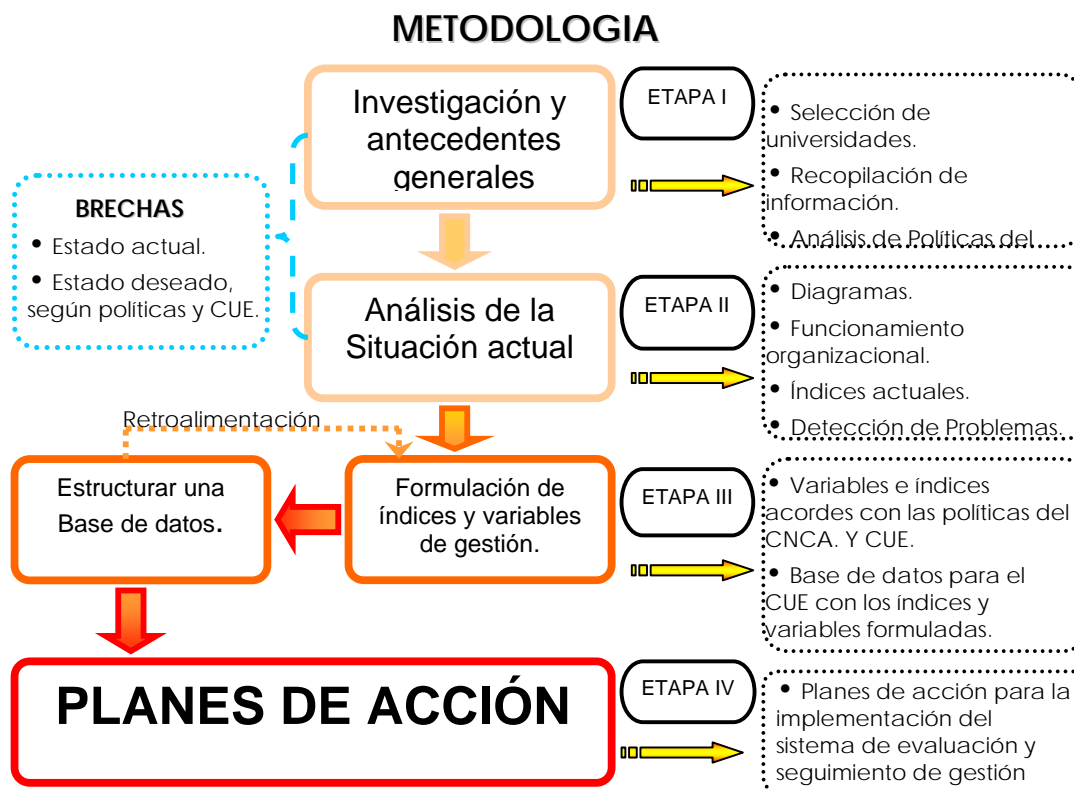 METODOLOGIA
Investigación y
antecedentes
generales
ETAPA I
• Selección de
universidades.
• Recopilación de
información.
• Análisis de Políticas del
BRECHAS
• Estado actual.
• Estado deseado,
según políticas y CUE.
Análisis de la
Situación actual
ETAPA II
• Diagramas.
• Funcionamiento
organizacional.
• Índices actuales.
• Detección de Problemas.
Retroalimentación
Estructurar una
Base de datos.
Formulación de
índices y variables
de gestión.
ETAPA III
• Variables e índices
acordes con las políticas del
CNCA. Y CUE.
• Base de datos para el
CUE con los índices y
variables formuladas.
PLANES DE ACCIÓN
ETAPA IV
• Planes de acción para la
implementación del
sistema de evaluación y
seguimiento de gestión